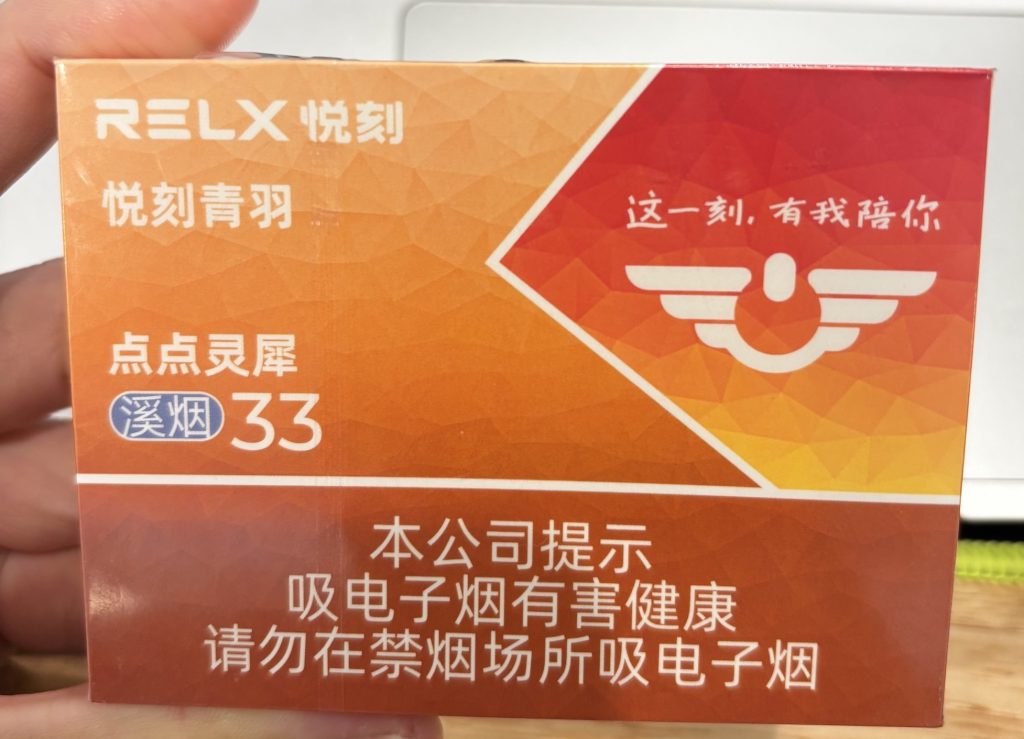 RELX 悦刻
悦刻青羽
点点灵犀
溪烟 33
这一刻,有我陪你
本公司提示
吸电子烟有害健康
请勿在禁烟场所吸电子烟